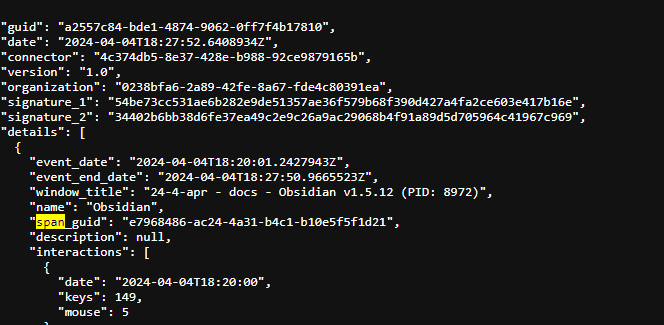 "guid": "a2557c84-bde1-4874-9062-0ff7f4b17810",
"date": "2024-04-04T18:27:52.6408934Z",
"connector": "4c374db5-8e37-428e-b988-92ce9879165b",
"version": "1.0",
"organization": "0238bfa6-2a89-42fe-8a67-fde4c80391ea",
"signature_1": "54be73cc531ae6b282e9de51357ae36f579b68f390d427a4fa2ce603e417b16e",
"signature_2": "34402b6bb38d6fe37ea49c2e9c26a9ac29068b4f91a89d5d705964c41967c969",
"details": [
{
"event_date": "2024-04-04T18:20:01.2427943Z",
"event_end_date": "2024-04-04T18:27:50.9665523Z",
"window_title": "24-4-apr - docs - Obsidian v1.5.12 (PID: 8972)",
"name": "Obsidian",
"span_guid": "e7968486-ac24-4a31-b4c1-b10e5f5f1d21",
"description": null,
"interactions": [
{
"date": "2024-04-04T18:20:00",
"keys": 149,
"mouse": 5